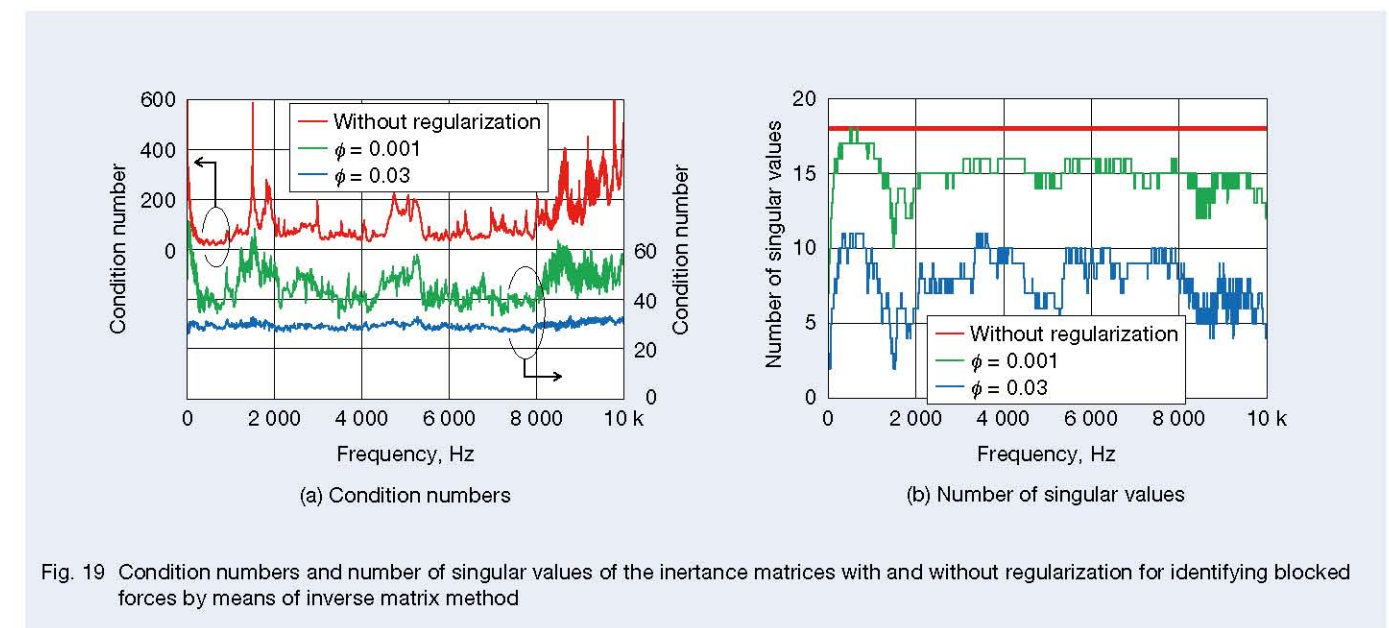 600
400
200
0
Condition number
Without regularization
ϕ = 0.001
ϕ = 0.03
60
40
20
0
Condition number
0 2 000 4 000 6 000 8 000 10 k
Frequency, Hz
(a) Condition numbers
20
15
10
5
0
Number of singular values
Without regularization
ϕ = 0.001
ϕ = 0.03
0 2 000 4 000 6 000 8 000 10 k
Frequency, Hz
(b) Number of singular values
Fig. 19 Condition numbers and number of singular values of the inertance matrices with and without regularization for identifying blocked
forces by means of inverse matrix method